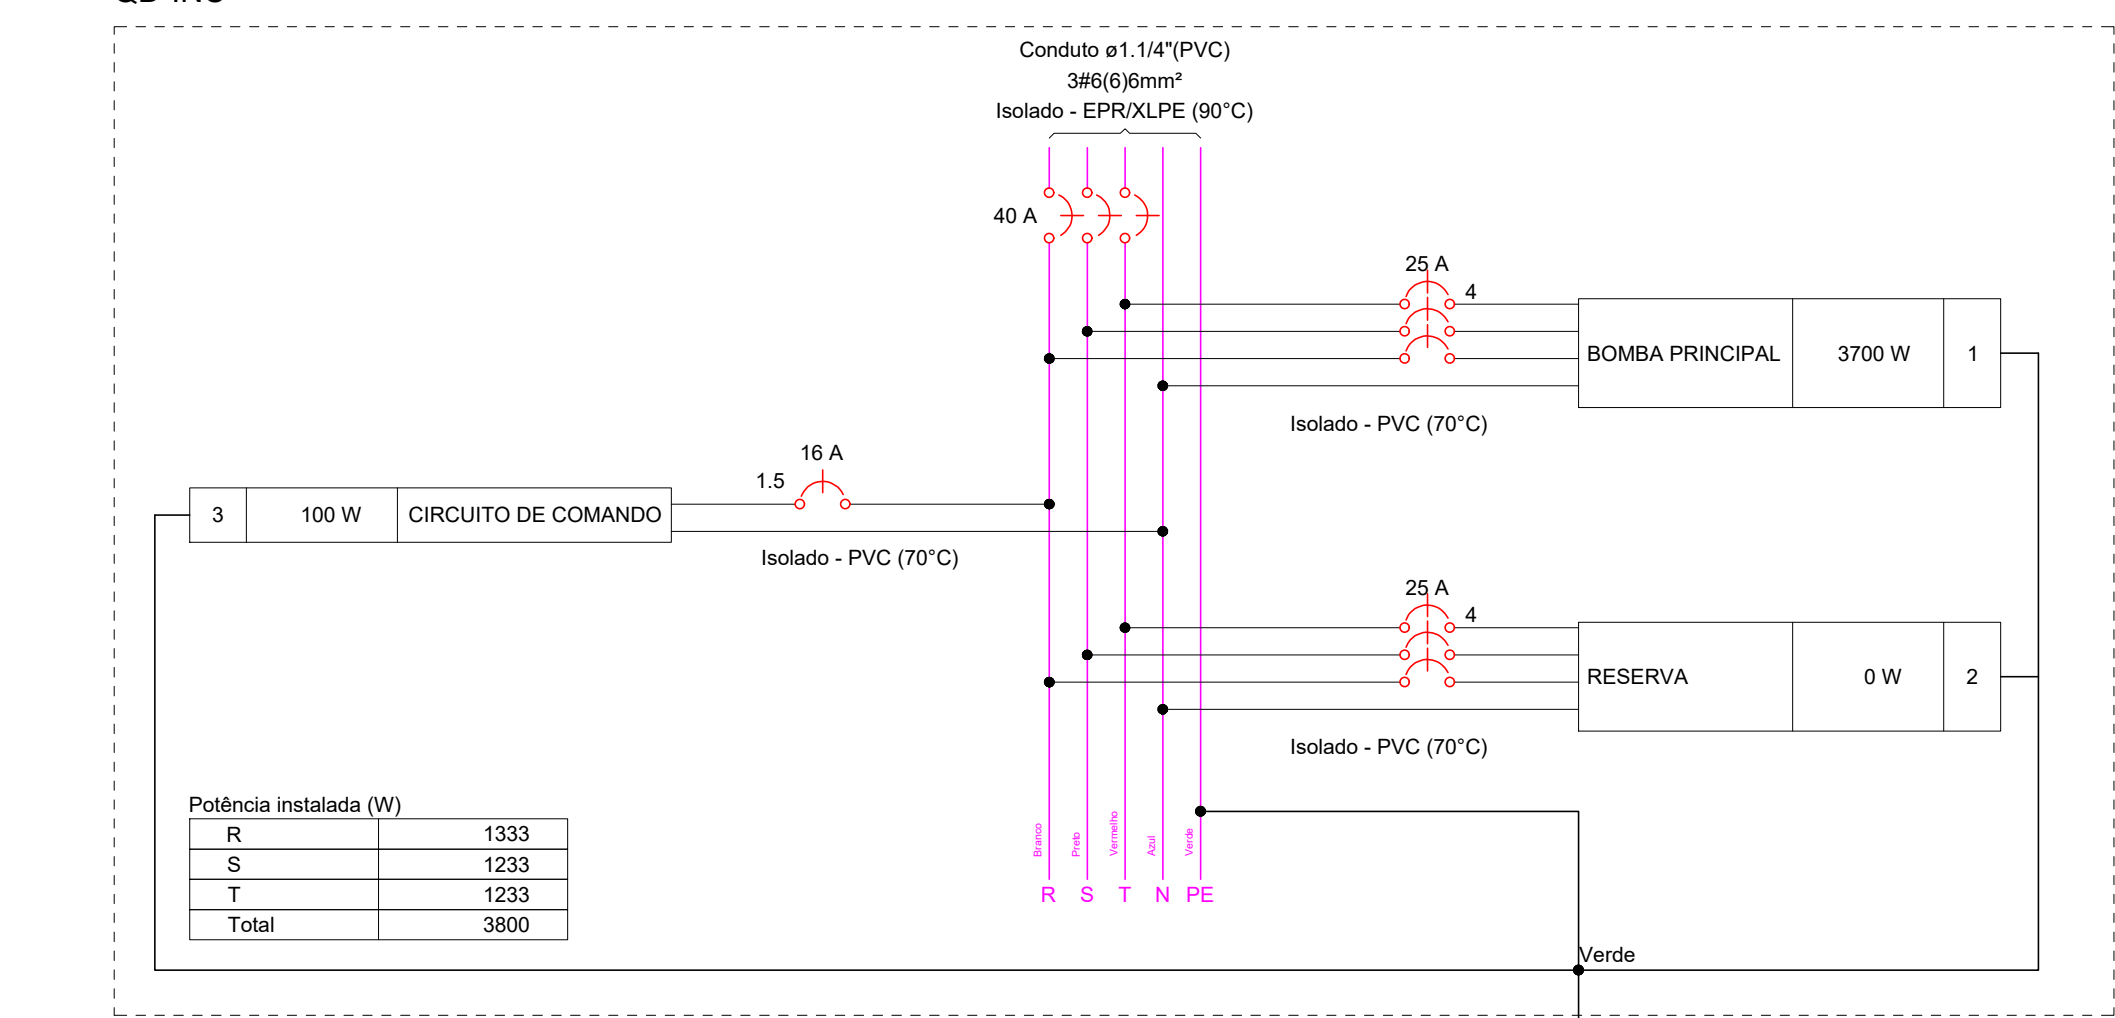 Conduto ø1.1/4"(PVC)
3#6(6)6mm²
Isolado - EPR/XLPE (90°C)
40 A
25 A
4
BOMBA PRINCIPAL 3700 W 1
Isolado - PVC (70°C)
16 A
1.5
3 100 W CIRCUITO DE COMANDO
Isolado - PVC (70°C)
25 A
4
RESERVA 0 W 2
Isolado - PVC (70°C)
Potência instalada (W)
R 1333
S 1233
T 1233
Total 3800
Branco Preto Vermelho Azul Verde
R S T N PE
Verde